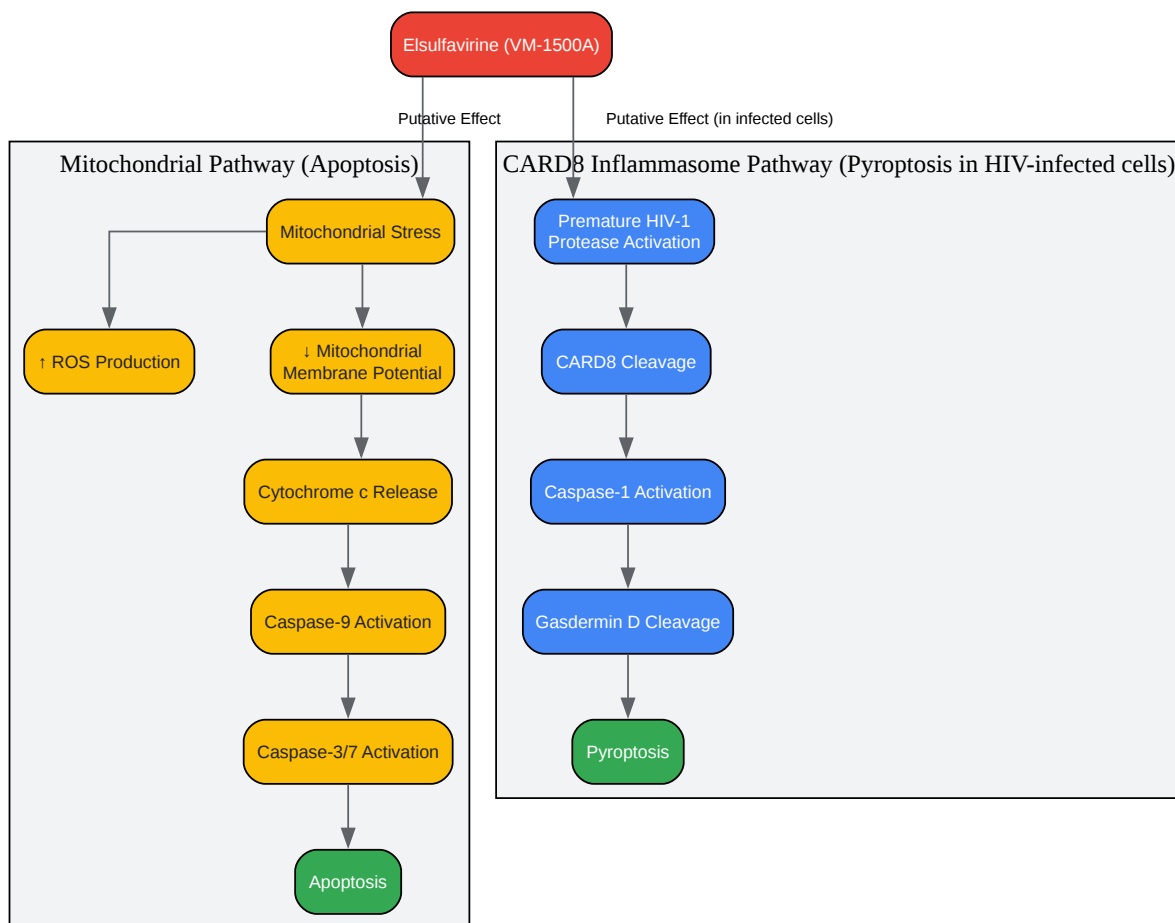 Elsulfavirine (VM-1500A)
Putative Effect
Putative Effect (in infected cells)
Mitochondrial Pathway (Apoptosis)
Mitochondrial Stress
↑ ROS Production
↓ Mitochondrial
Membrane Potential
Cytochrome c Release
Caspase-9 Activation
Caspase-3/7 Activation
Apoptosis
CARD8 Inflammasome Pathway (Pyroptosis in HIV-infected cells)
Premature HIV-1
Protease Activation
CARD8 Cleavage
Caspase-1 Activation
Gasdermin D Cleavage
Pyroptosis